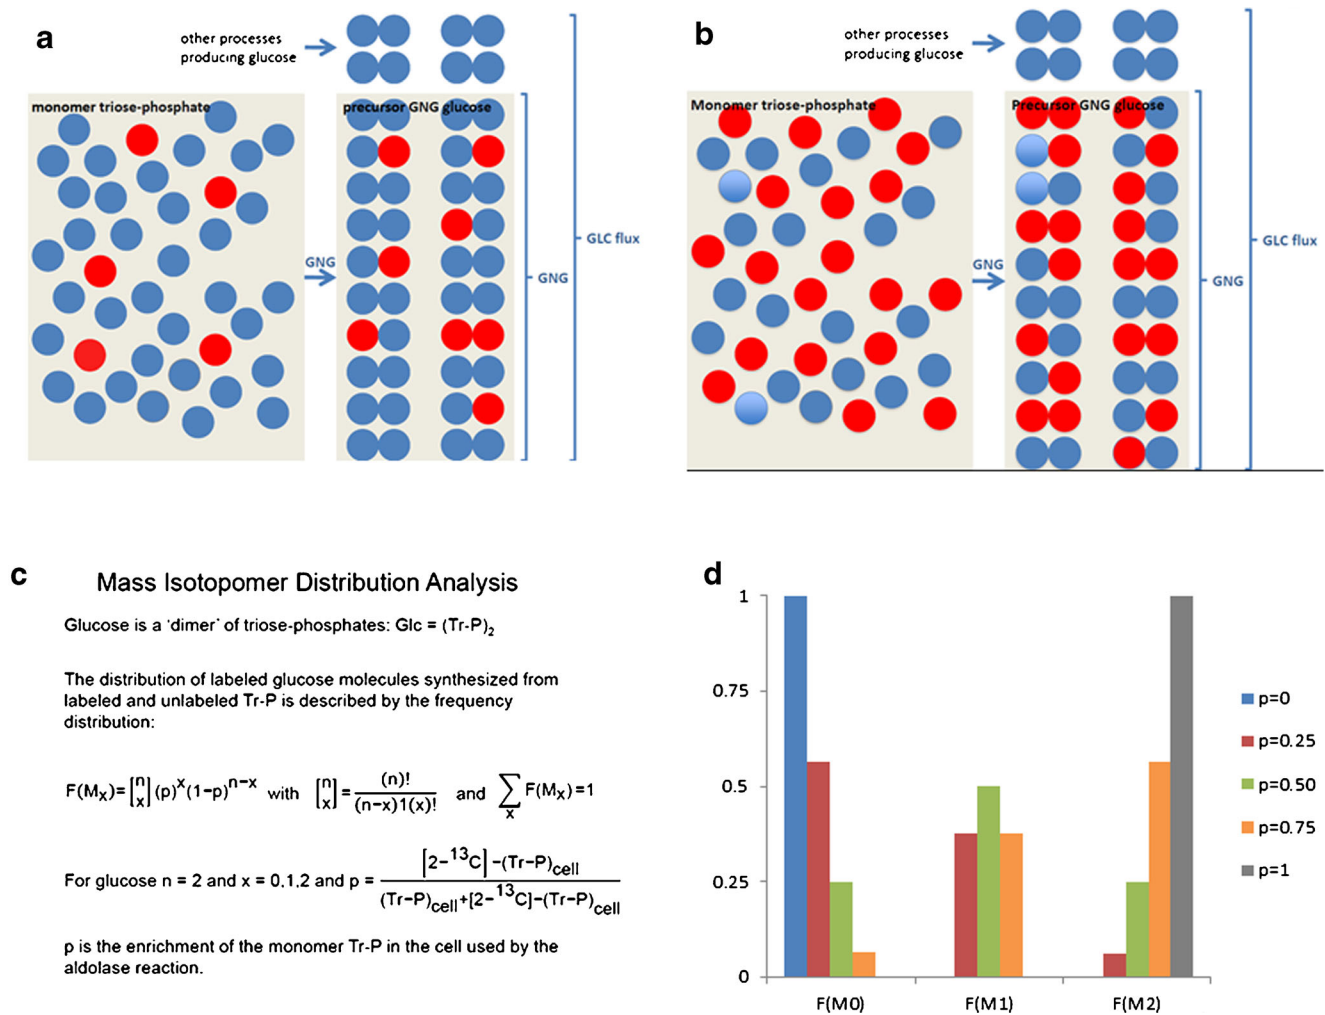 a
other processes
producing glucose
monomer triose-phosphate
precursor GNG glucose
GNG
GNG
GLC flux
b
other processes
producing glucose
Monomer triose-phosphate
Precursor GNG glucose
GNG
GNG
GLC flux
c
Mass Isotopomer Distribution Analysis
Glucose is a 'dimer' of triose-phosphates: Glc = (Tr-P)₂
The distribution of labeled glucose molecules synthesized from
labeled and unlabeled Tr-P is described by the frequency
distribution:
F(Mₓ)=[n x](p)ˣ(1-p)ⁿ⁻ˣ with [n x]=(n)!/(n-x)1(x)! and ∑x F(Mₓ)=1
For glucose n = 2 and x = 0,1,2 and p = [2-¹³C]-(Tr-P)cell/(Tr-P)cell+[2-¹³C]-(Tr-P)cell
p is the enrichment of the monomer Tr-P in the cell used by the
aldolase reaction.
d
1
0.75
0.5
0.25
0
F(M0)
F(M1)
F(M2)
p=0
p=0.25
p=0.50
p=0.75
p=1